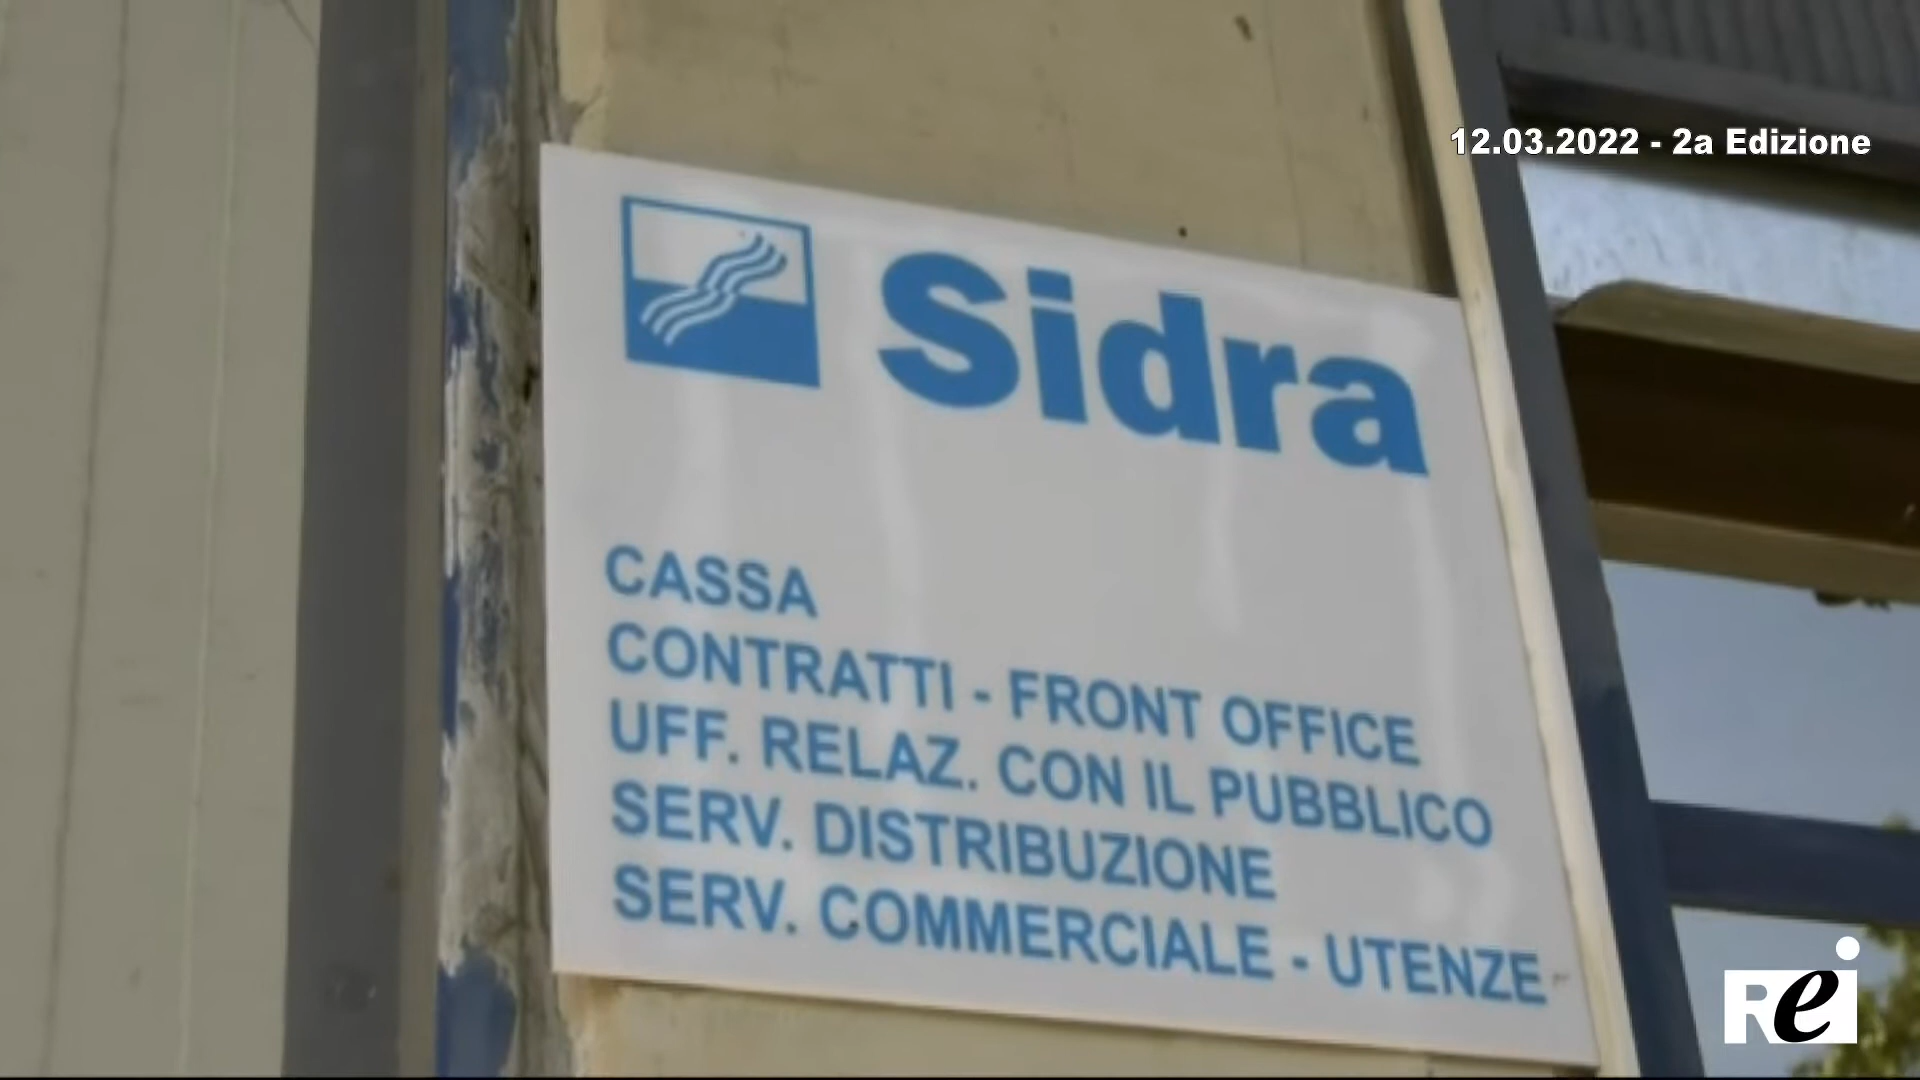 12.03.2022 - 2a Edizione
Sidra
CASSA
CONTRATTI - FRONT OFFICE
UFF. RELAZ. CON IL PUBBLICO
SERV. DISTRIBUZIONE
SERV. COMMERCIALE - UTENZE
Rei